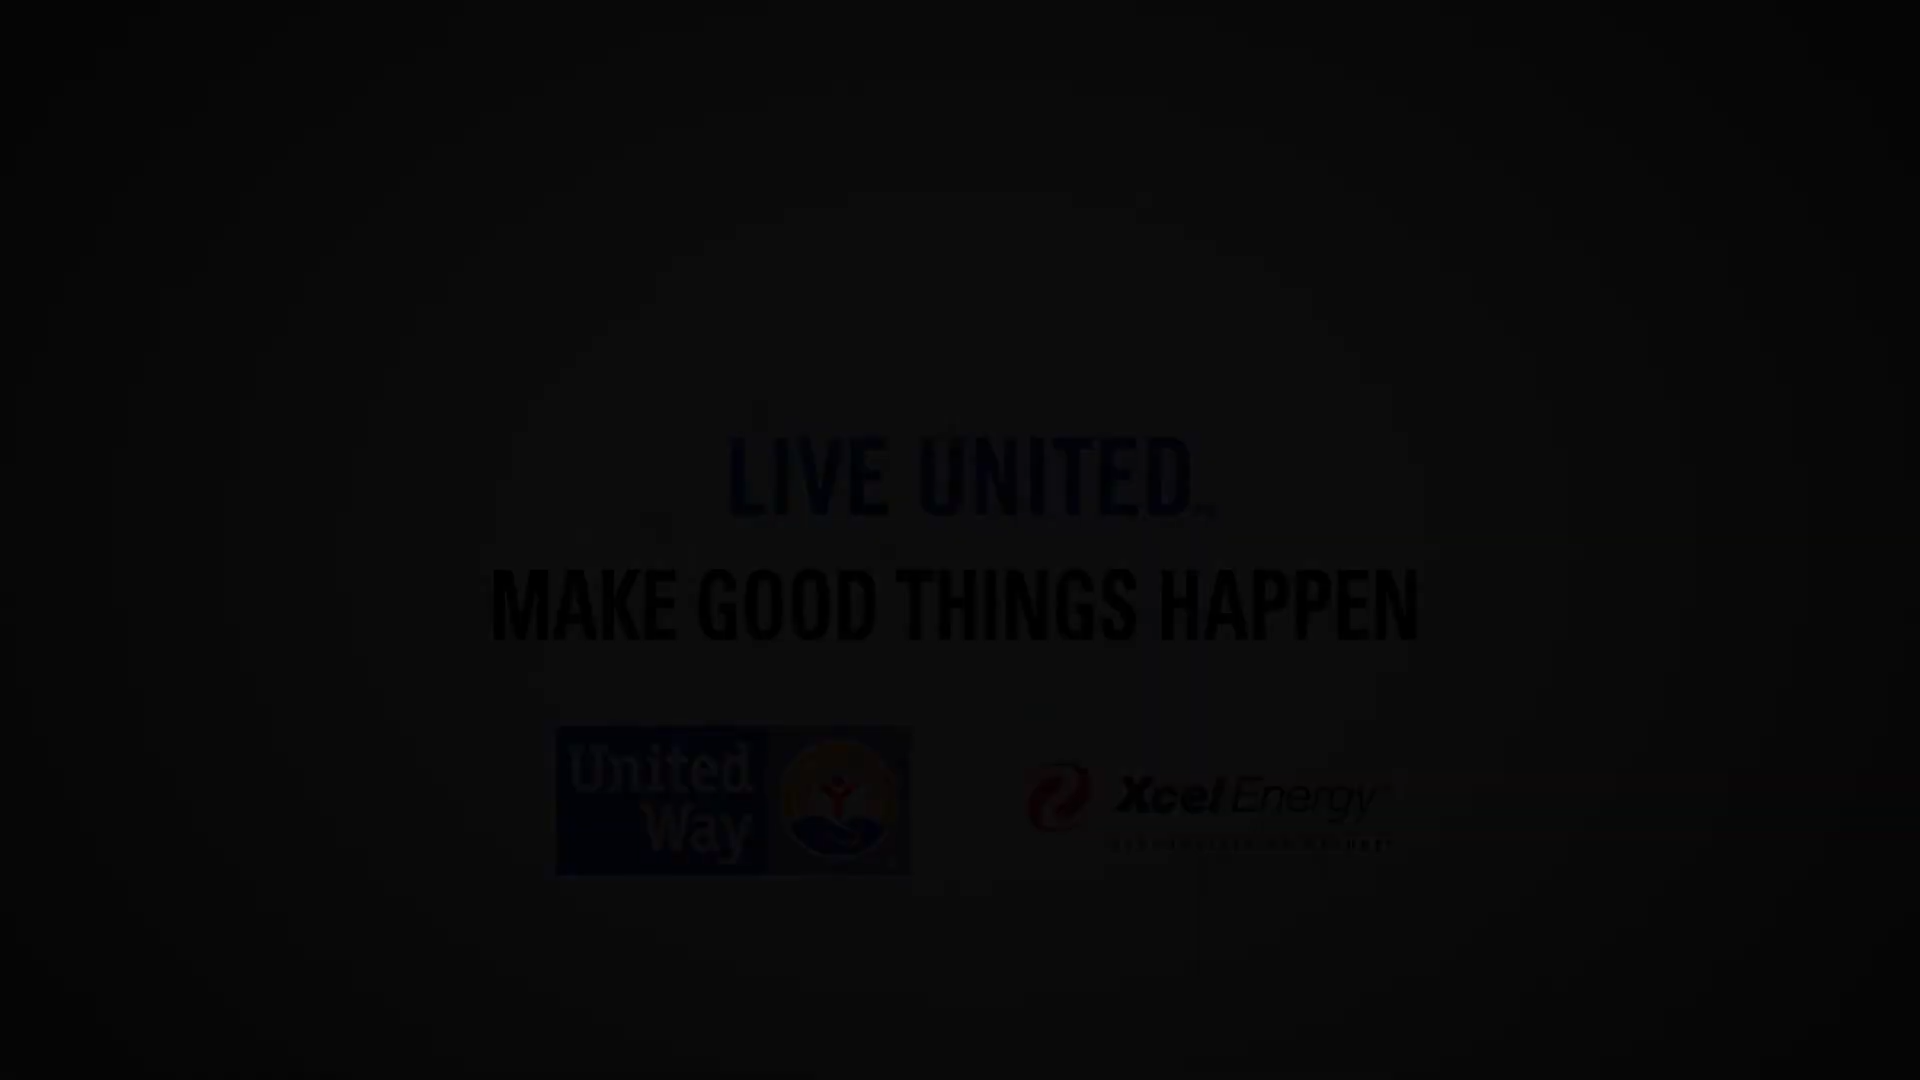 LIVE UNITED
MAKE GOOD THINGS HAPPEN
United
Way
Xcel Energy